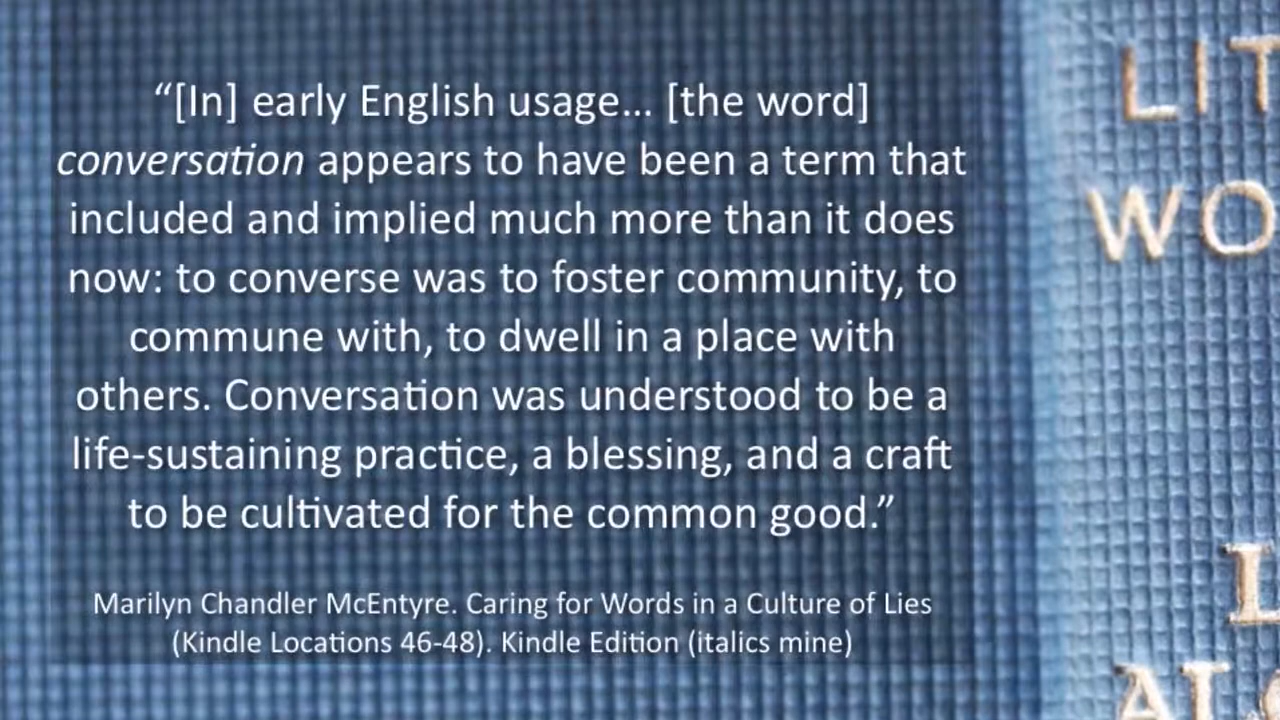 “[In] early English usage... [the word]
conversation appears to have been a term that
included and implied much more than it does
now: to converse was to foster community, to
commune with, to dwell in a place with
others. Conversation was understood to be a
life-sustaining practice, a blessing, and a craft
to be cultivated for the common good.”
Marilyn Chandler McEntyre. Caring for Words in a Culture of Lies
(Kindle Locations 46-48). Kindle Edition (italics mine)
LIT
WO
L